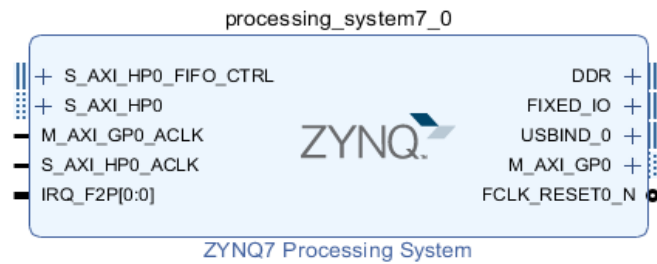 processing_system7_0
S_AXI_HP0_FIFO_CTRL
S_AXI_HP0
M_AXI_GP0_ACLK
S_AXI_HP0_ACLK
IRQ_F2P[0:0]
ZYNQ
DDR
FIXED_IO
USBIND_0
M_AXI_GP0
FCLK_RESET0_N
ZYNQ7 Processing System